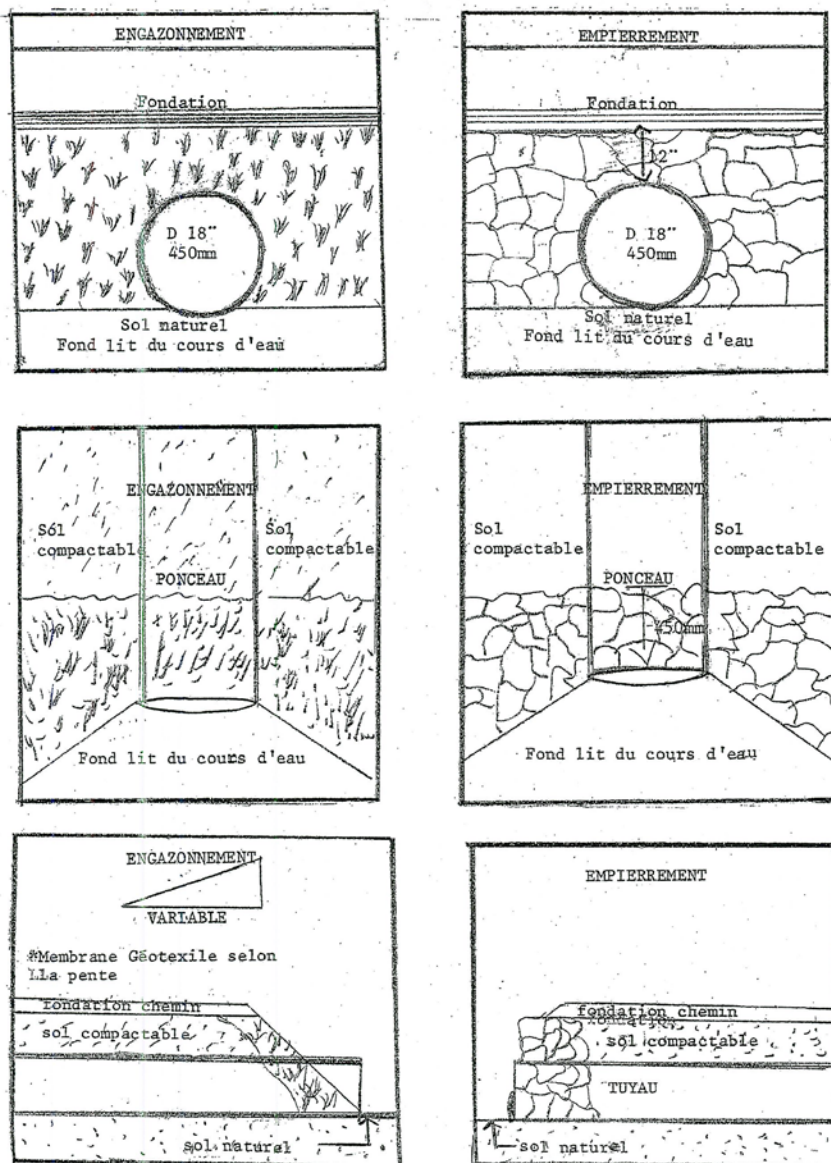 ENGAZONNEMENT
Fondation
D 18"
450mm
Sol naturel
Fond lit du cours d'eau
EMPIERREMENT
Fondation
12"
D 18"
450mm
Sol naturel
Fond lit du cours d'eau
ENGAZONNEMENT
Sol
compactable
Sol
compactable
PONCEAU
Fond lit du cours d'eau
EMPIERREMENT
Sol
compactable
Sol
compactable
PONCEAU
450mm
Fond lit du cours d'eau
ENGAZONNEMENT
VARIABLE
*Membrane Géotexile selon
la pente
fondation chemin
sol compactable
sol naturel
EMPIERREMENT
fondation chemin
fondation
sol compactable
TUYAU
sol naturel